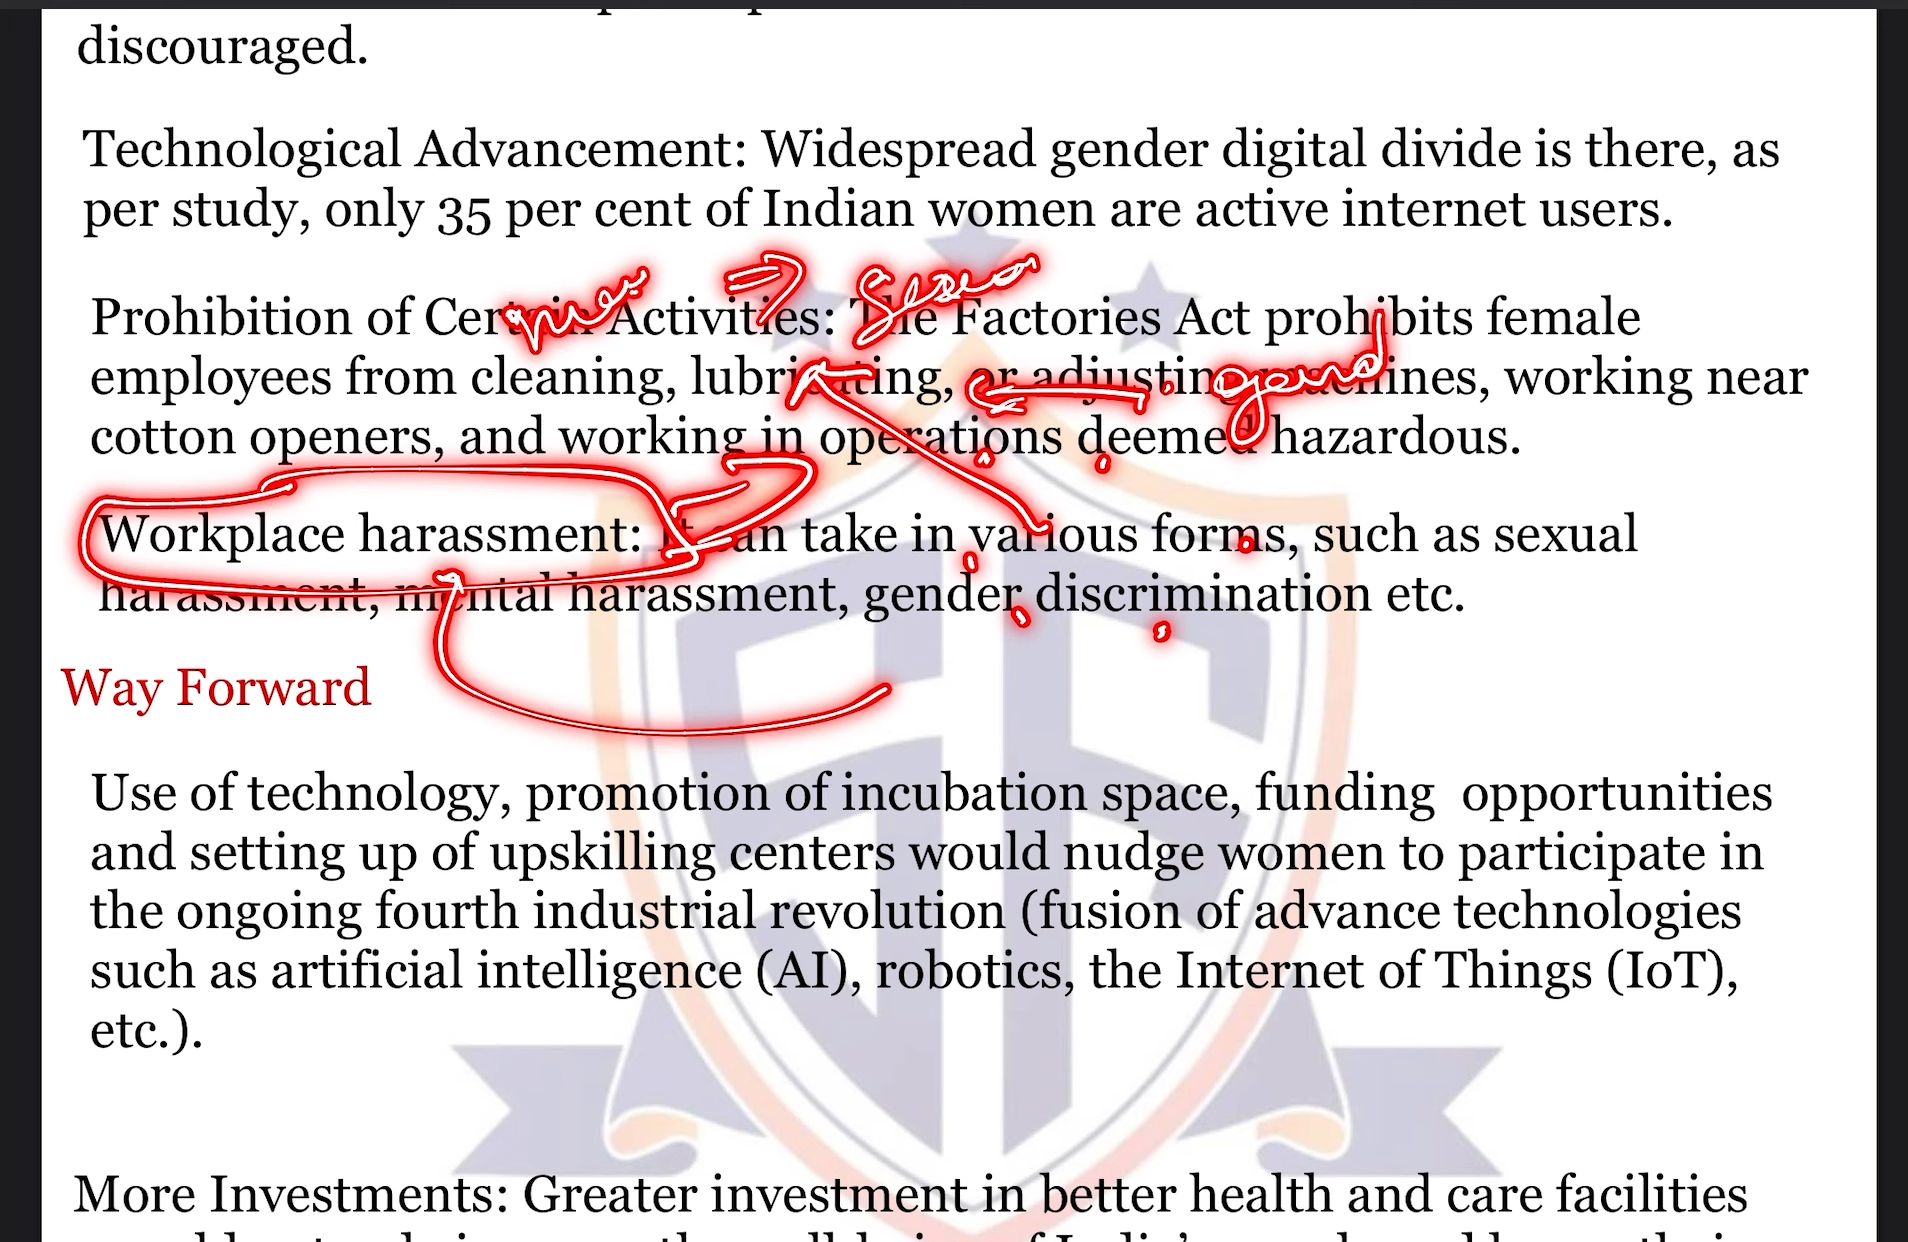 discouraged.
Technological Advancement: Widespread gender digital divide is there, as
per study, only 35 per cent of Indian women are active internet users.
Prohibition of Certain Activities: The Factories Act prohibits female
employees from cleaning, lubricating, or adjusting machines, working near
cotton openers, and working in operations deemed hazardous.
Workplace harassment: It can take in various forms, such as sexual
harassment, mental harassment, gender discrimination etc.
Way Forward
Use of technology, promotion of incubation space, funding opportunities
and setting up of upskilling centers would nudge women to participate in
the ongoing fourth industrial revolution (fusion of advance technologies
such as artificial intelligence (AI), robotics, the Internet of Things (IoT),
etc.).
More Investments: Greater investment in better health and care facilities